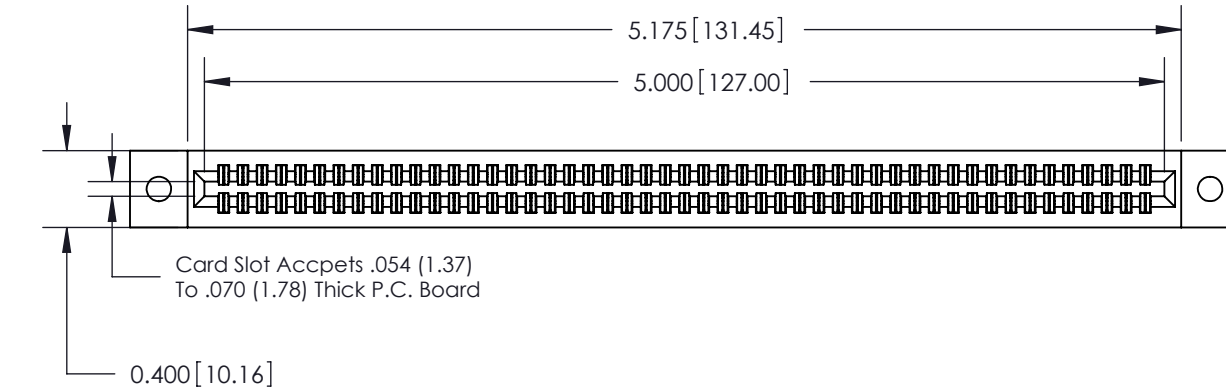 5.175[131.45]
5.000[127.00]
Card Slot Accpets .054 (1.37)
To .070 (1.78) Thick P.C. Board
0.400[10.16]